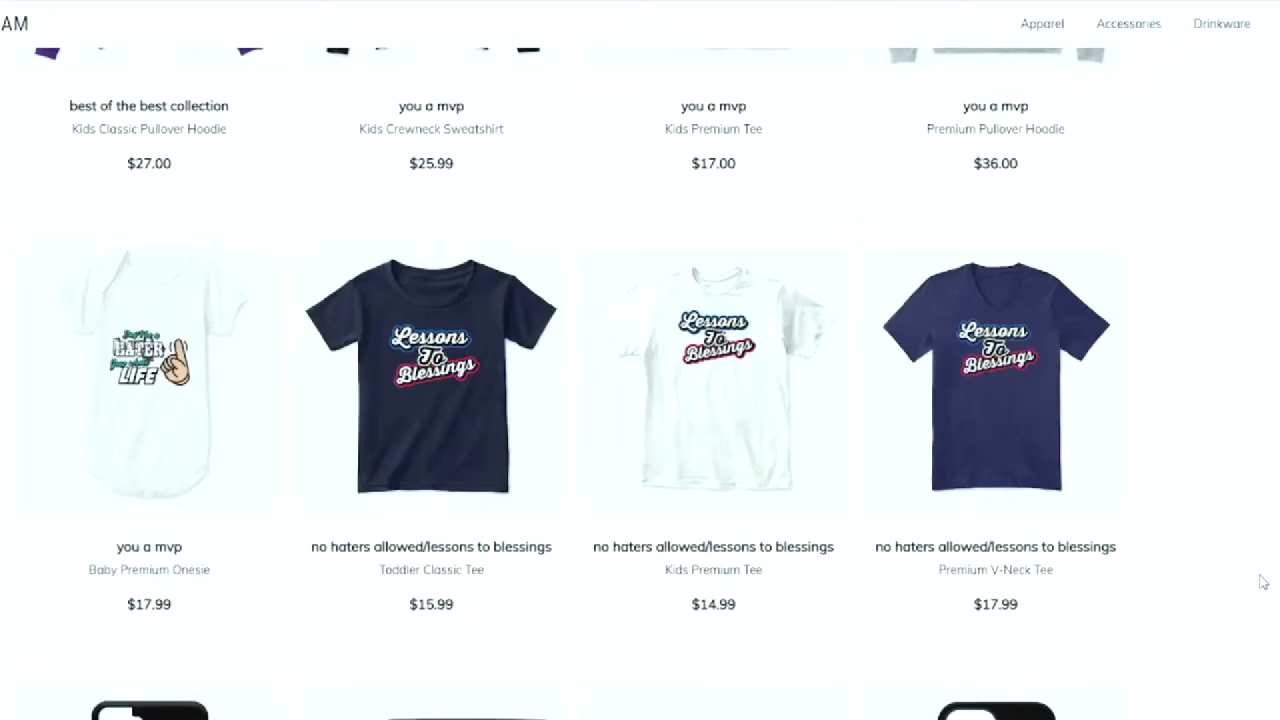 AM
Apparel
Accessories
Drinkware
best of the best collection
Kids Classic Pullover Hoodie
$27.00
you a mvp
Kids Crewneck Sweatshirt
$25.99
you a mvp
Kids Premium Tee
$17.00
you a mvp
Premium Pullover Hoodie
$36.00
LATER
LIFE
you a mvp
Baby Premium Onesie
$17.99
Lessons
To
Blessings
no haters allowed/lessons to blessings
Toddler Classic Tee
$15.99
Lessons
To
Blessings
no haters allowed/lessons to blessings
Kids Premium Tee
$14.99
Lessons
To
Blessings
no haters allowed/lessons to blessings
Premium V-Neck Tee
$17.99